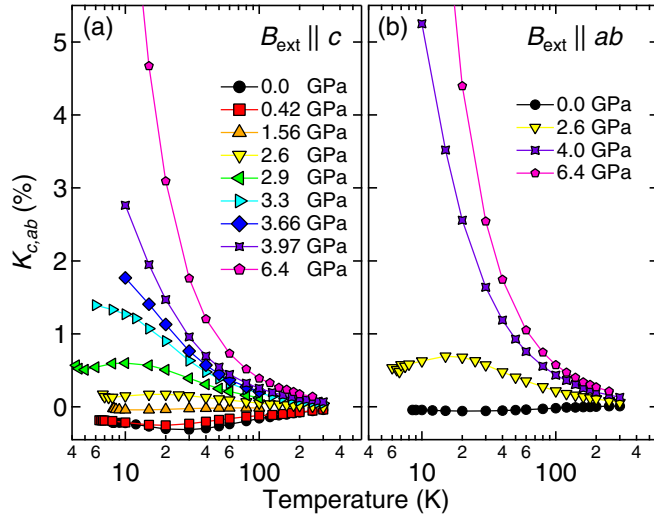 (a)
B_ext || c
0.0 GPa
0.42 GPa
1.56 GPa
2.6 GPa
2.9 GPa
3.3 GPa
3.66 GPa
3.97 GPa
6.4 GPa
(b)
B_ext || ab
0.0 GPa
2.6 GPa
4.0 GPa
6.4 GPa
K_c,ab (%)
5
4
3
2
1
0
4 6 10 2 4 6 100 2 4
4 6 10 2 4 6 100 2 4
Temperature (K)